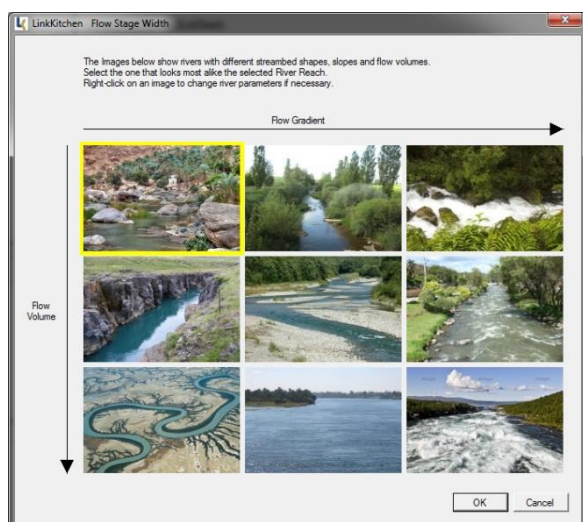 LinkKitchen Flow Stage Width
The Images below show rivers with different streambed shapes, slopes and flow volumes.
Select the one that looks most alike the selected River Reach.
Right-click on an image to change river parameters if necessary.
Flow Gradient
Flow
Volume
OK Cancel